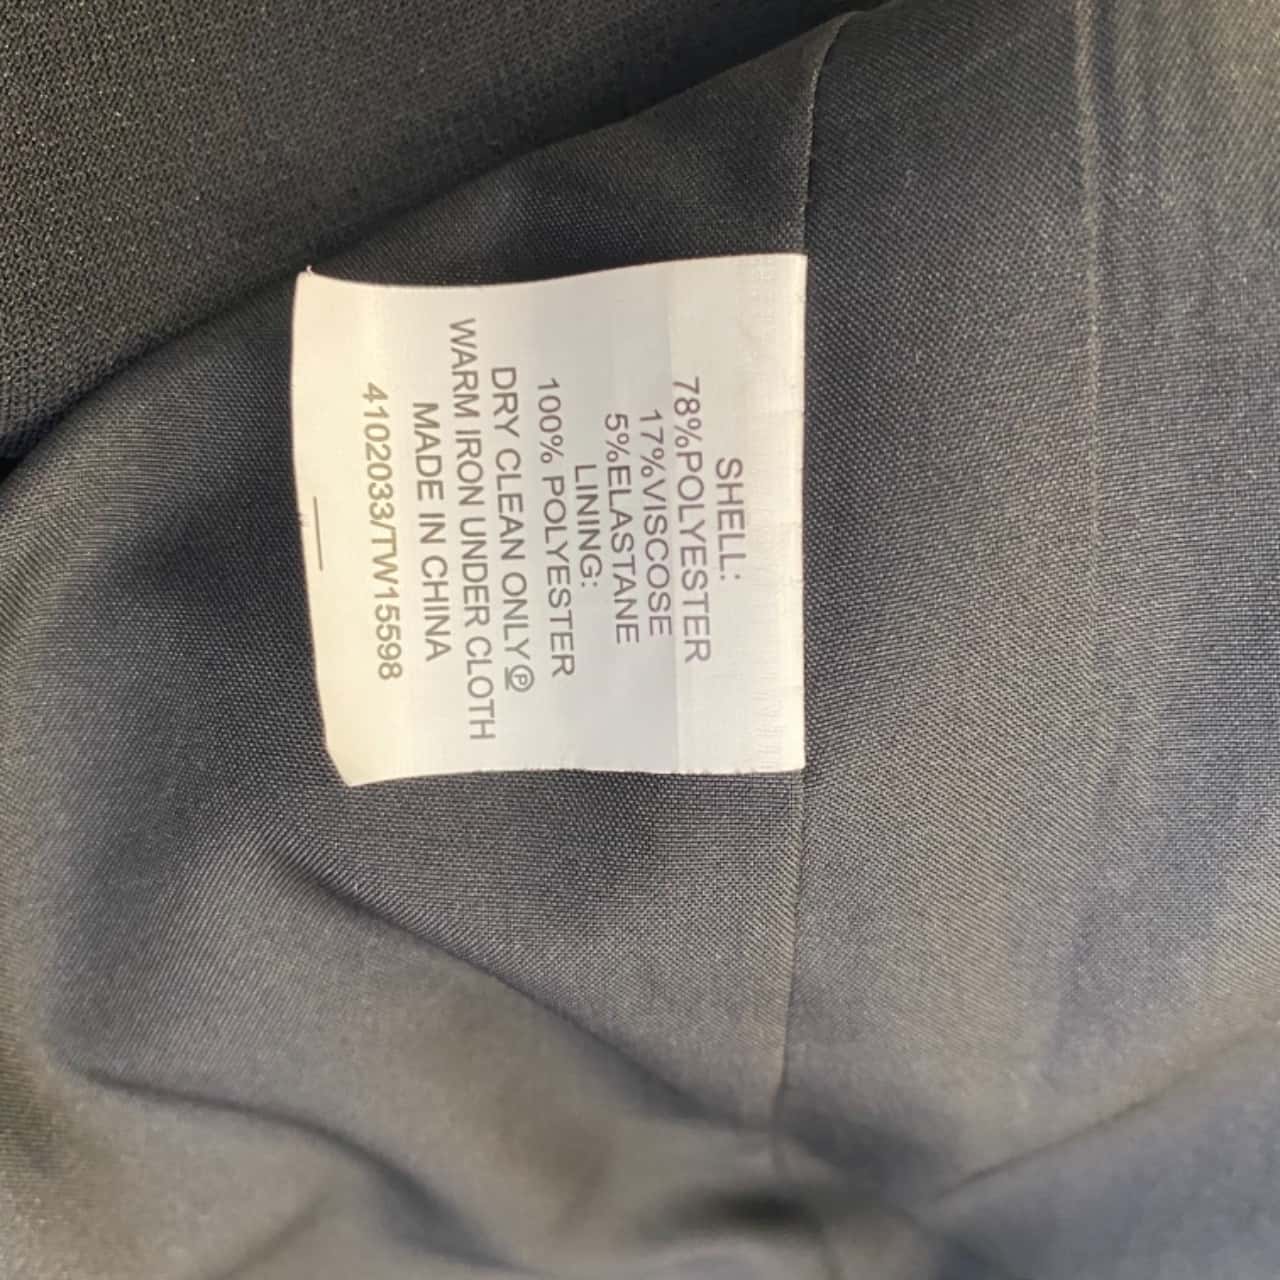 SHELL:
78%POLYESTER
17%VISCOSE
5%ELASTANE
LINING:
100% POLYESTER
DRY CLEAN ONLY Ⓟ
WARM IRON UNDER CLOTH
MADE IN CHINA
4102033/TW15598